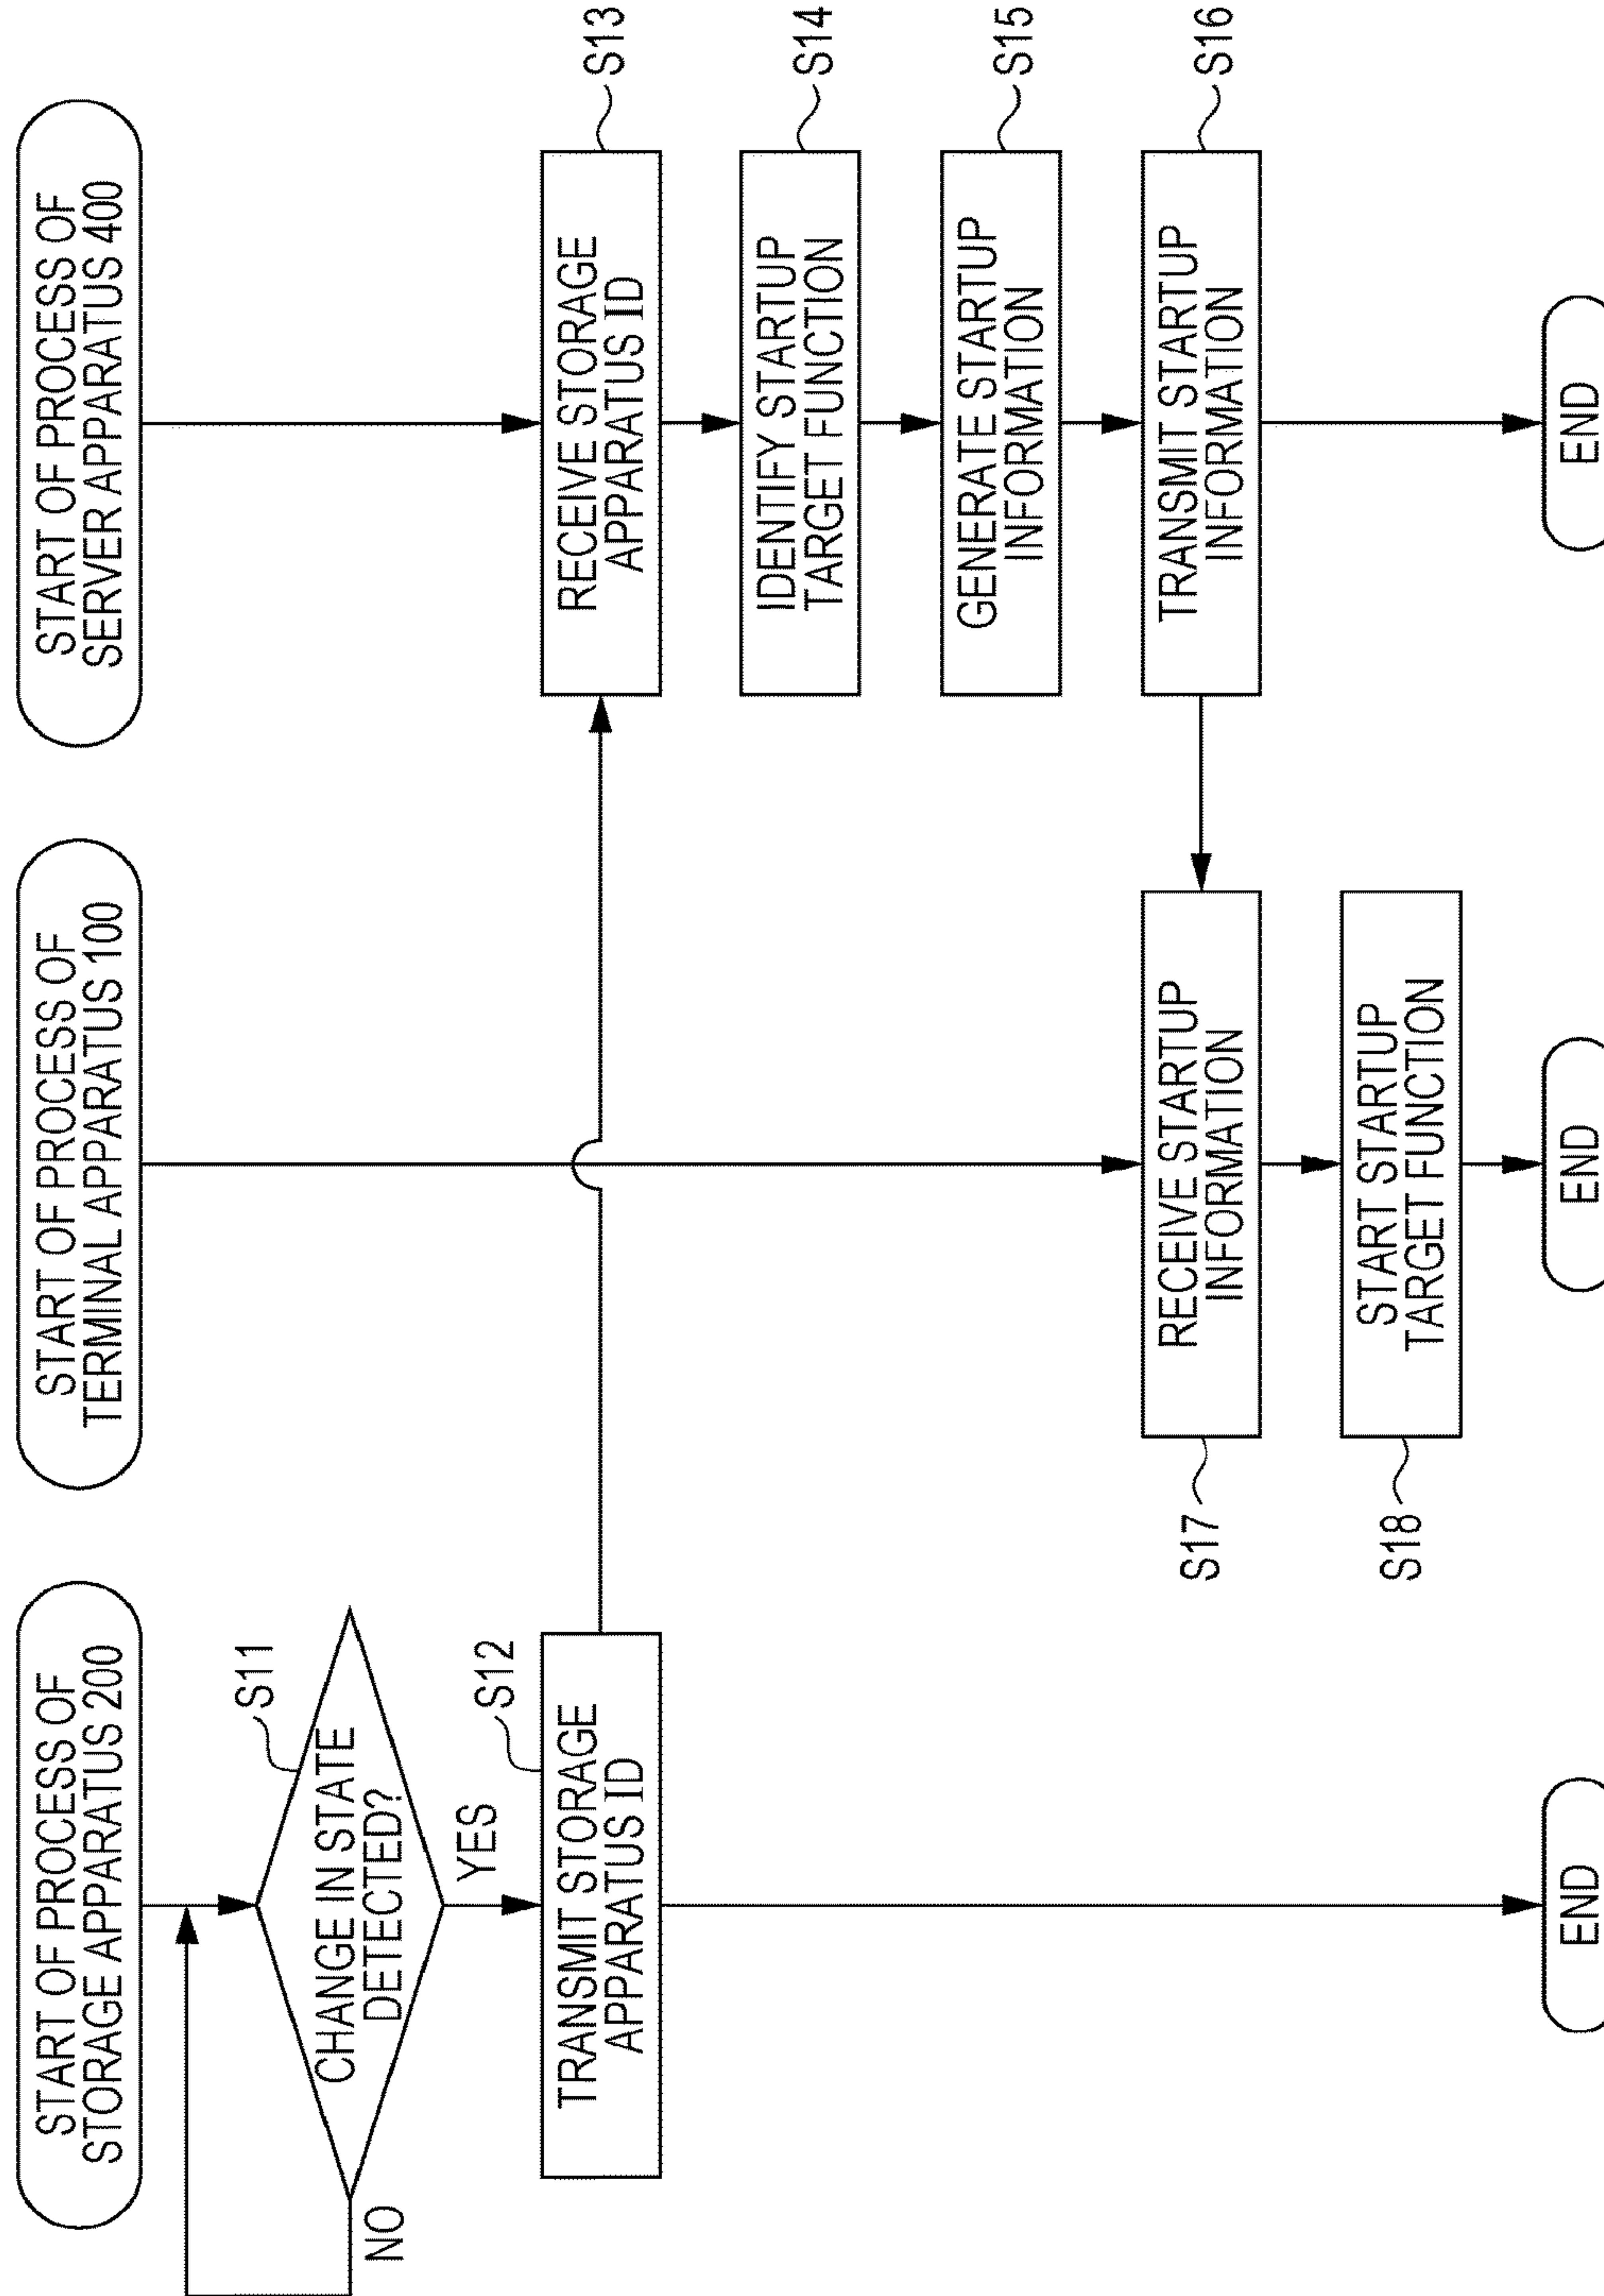 START OF PROCESS OF
STORAGE APPARATUS 200
S11
CHANGE IN STATE
DETECTED?
NO
YES
S12
TRANSMIT STORAGE
APPARATUS ID
END
START OF PROCESS OF
TERMINAL APPARATUS 100
S17
RECEIVE STARTUP
INFORMATION
S18
START STARTUP
TARGET FUNCTION
END
START OF PROCESS OF
SERVER APPARATUS 400
RECEIVE STORAGE
APPARATUS ID
S13
IDENTIFY STARTUP
TARGET FUNCTION
S14
GENERATE STARTUP
INFORMATION
S15
TRANSMIT STARTUP
INFORMATION
S16
END